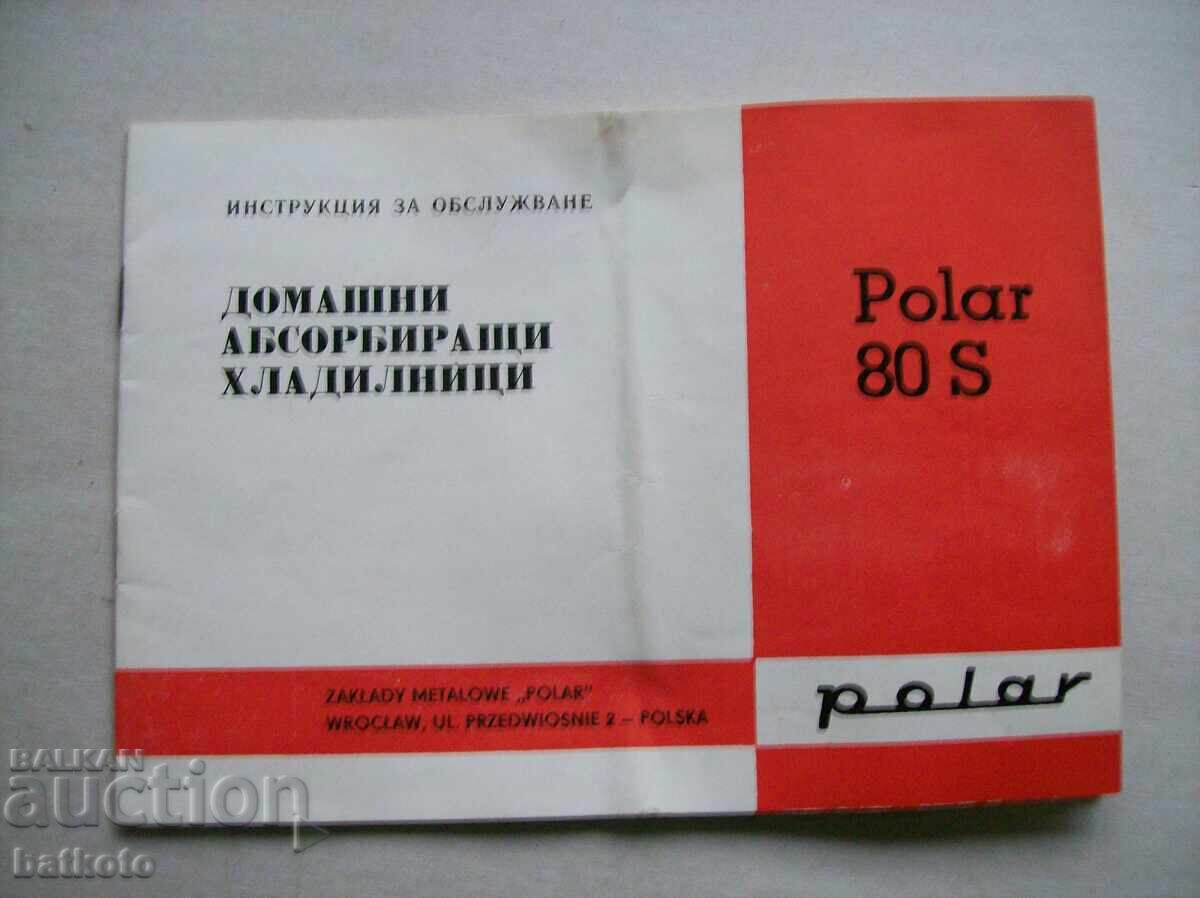 ИНСТРУКЦИЯ ЗА ОБСЛУЖВАНЕ
ДОМАШНИ
АБСОРБИРАЩИ
ХЛАДИЛНИЦИ
Polar
80 S
ZAKŁADY METALOWE „POLAR”
WROCŁAW, UL. PRZEDWIOSNIE 2 – POLSKA
polar
BALKAN
auction
batkoto